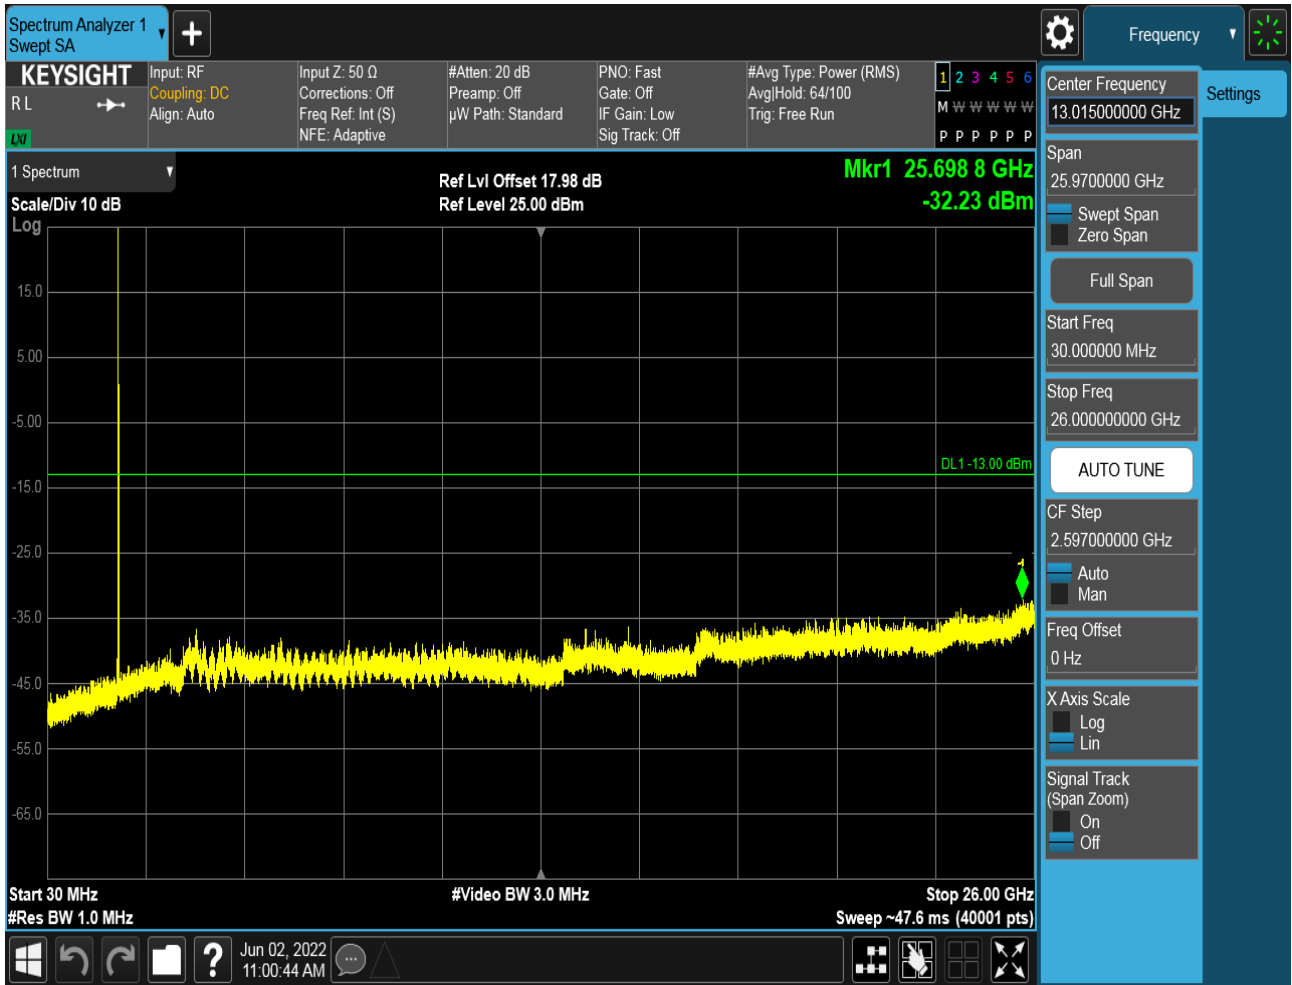 Spectrum Analyzer 1
Swept SA
Frequency
KEYSIGHT
R L
LXI
Input: RF
Coupling: DC
Align: Auto
Input Z: 50 Ω
Corrections: Off
Freq Ref: Int (S)
NFE: Adaptive
#Atten: 20 dB
Preamp: Off
µW Path: Standard
PNO: Fast
Gate: Off
IF Gain: Low
Sig Track: Off
#Avg Type: Power (RMS)
Avg|Hold: 64/100
Trig: Free Run
1 2 3 4 5 6
M W W W W W
P P P P P P
1 Spectrum
Scale/Div 10 dB
Log
Ref Lvl Offset 17.98 dB
Ref Level 25.00 dBm
Mkr1 25.698 8 GHz
-32.23 dBm
15.0
5.00
-5.00
-15.0
-25.0
-35.0
-45.0
-55.0
-65.0
DL1 -13.00 dBm
1
Start 30 MHz
#Res BW 1.0 MHz
#Video BW 3.0 MHz
Stop 26.00 GHz
Sweep ~47.6 ms (40001 pts)
Jun 02, 2022
11:00:44 AM
Center Frequency
13.015000000 GHz
Settings
Span
25.9700000 GHz
Swept Span
Zero Span
Full Span
Start Freq
30.000000 MHz
Stop Freq
26.000000000 GHz
AUTO TUNE
CF Step
2.597000000 GHz
Auto
Man
Freq Offset
0 Hz
X Axis Scale
Log
Lin
Signal Track
(Span Zoom)
On
Off